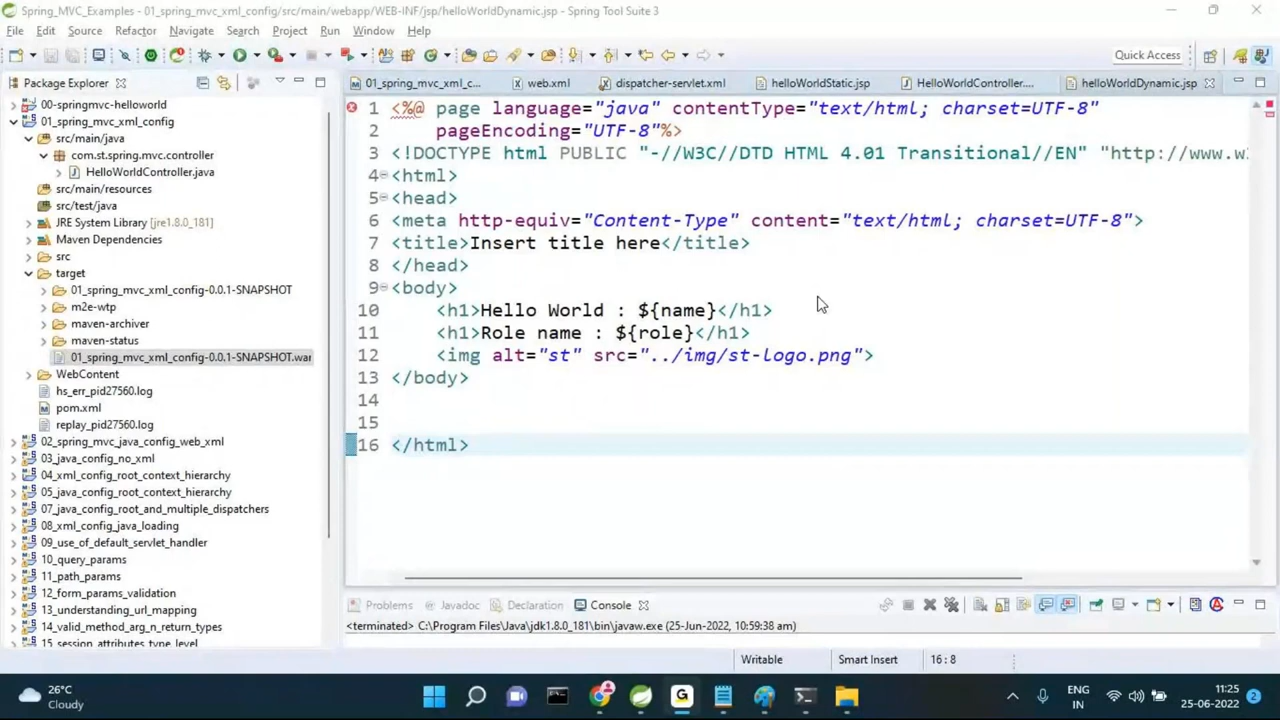 Spring_MVC_Examples - 01_spring_mvc_xml_config/src/main/webapp/WEB-INF/jsp/helloWorldDynamic.jsp - Spring Tool Suite 3
File Edit Source Refactor Navigate Search Project Run Window Help
Quick Access
Package Explorer
00-springmvc-helloworld
01_spring_mvc_xml_config
src/main/java
com.st.spring.mvc.controller
HelloWorldController.java
src/main/resources
src/test/java
JRE System Library [jre1.8.0_181]
Maven Dependencies
src
target
01_spring_mvc_xml_config-0.0.1-SNAPSHOT
m2e-wtp
maven-archiver
maven-status
01_spring_mvc_xml_config-0.0.1-SNAPSHOT.war
WebContent
hs_err_pid27560.log
pom.xml
replay_pid27560.log
02_spring_mvc_java_config_web_xml
03_java_config_no_xml
04_xml_config_root_context_hierarchy
05_java_config_root_context_hierarchy
07_java_config_root_and_multiple_dispatchers
08_xml_config_java_loading
09_use_of_default_servlet_handler
10_query_params
11_path_params
12_form_params_validation
13_understanding_url_mapping
14_valid_method_arg_n_return_types
15_session_attributes_type_level
01_spring_mvc_xml_c... web.xml dispatcher-servlet.xml helloWorldStatic.jsp HelloWorldController.... helloWorldDynamic.jsp
1 <%@ page language="java" contentType="text/html; charset=UTF-8"
2 pageEncoding="UTF-8"%>
3 <!DOCTYPE html PUBLIC "-//W3C//DTD HTML 4.01 Transitional//EN" "http://www.w3
4 <html>
5 <head>
6 <meta http-equiv="Content-Type" content="text/html; charset=UTF-8">
7 <title>Insert title here</title>
8 </head>
9 <body>
10 <h1>Hello World : ${name}</h1>
11 <h1>Role name : ${role}</h1>
12 <img alt="st" src="../img/st-logo.png">
13 </body>
14
15
16 </html>
Problems Javadoc Declaration Console
<terminated> C:\Program Files\Java\jdk1.8.0_181\bin\javaw.exe (25-Jun-2022, 10:59:38 am)
Writable Smart Insert 16 : 8
26°C
Cloudy
ENG
IN
11:25
25-06-2022
2